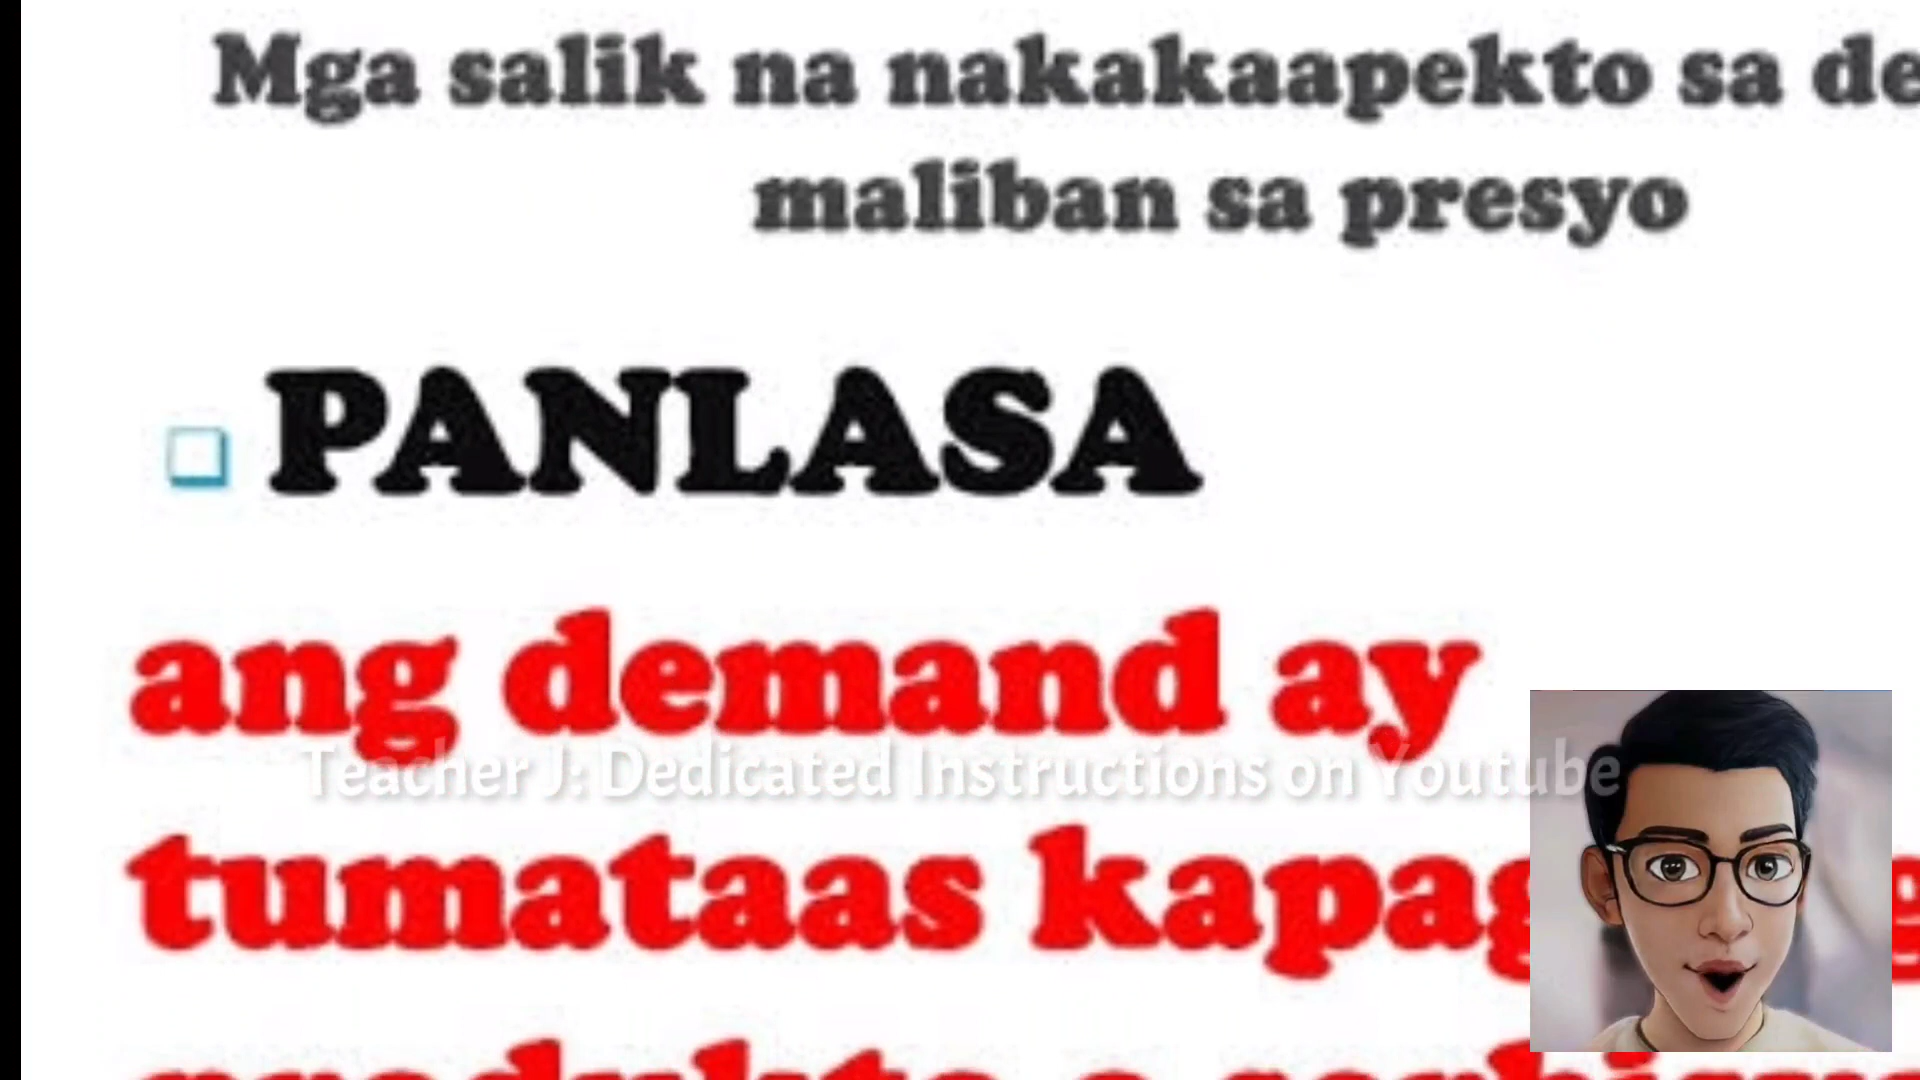 Mga salik na nakakaapekto sa de
maliban sa presyo
PANLASA
ang demand ay
Teacher J: Dedicated Instructions on Youtube
tumataas kapag